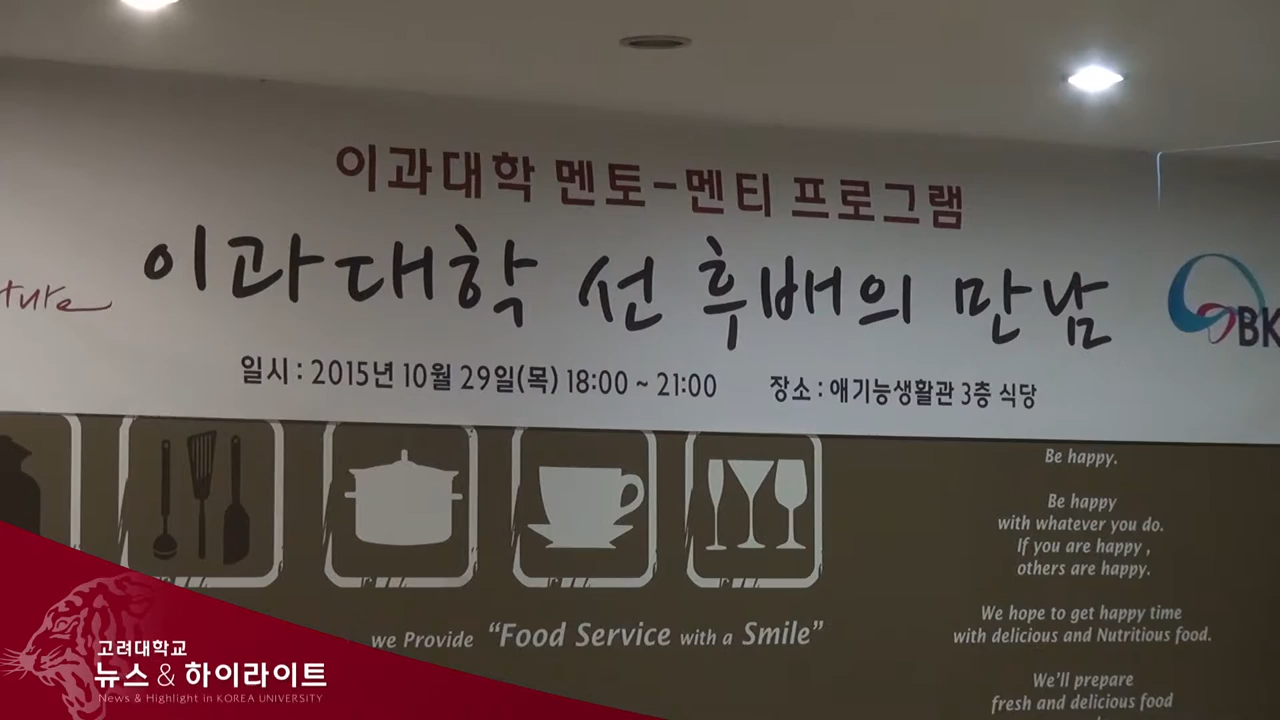 이과대학 멘토-멘티 프로그램
이과대학 선 후배의 만남
BK
일시 : 2015년 10월 29일(목) 18:00 ~ 21:00 장소 : 애기능생활관 3층 식당
Be happy.
Be happy
with whatever you do.
If you are happy ,
others are happy.
We hope to get happy time
with delicious and Nutritious food.
We'll prepare
fresh and delicious food
we Provide “Food Service with a Smile”
고려대학교
뉴스 & 하이라이트
News & Highlight in KOREA UNIVERSITY